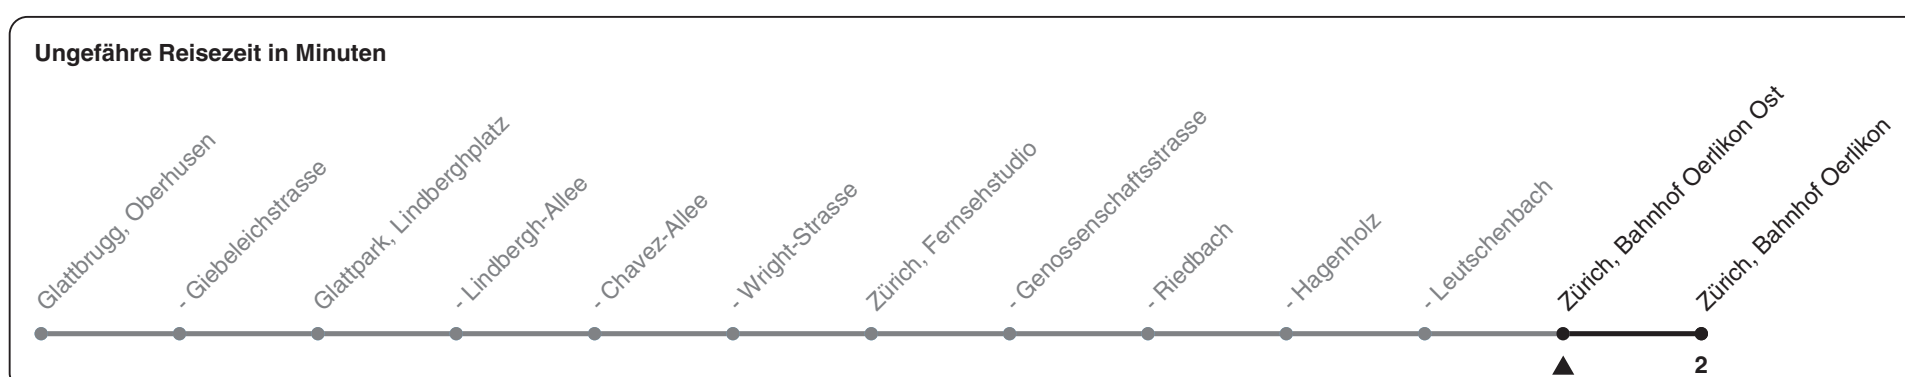 Ungefähre Reisezeit in Minuten
Glattbrugg, Oberhusen
- Giebeleichstrasse
Glattpark, Lindberghplatz
- Lindbergh-Allee
- Chavez-Allee
- Wright-Strasse
Zürich, Fernsehstudio
- Genossenschaftsstrasse
- Riedbach
- Hagenholz
- Leutschenbach
Zürich, Bahnhof Oerlikon Ost
Zürich, Bahnhof Oerlikon
2